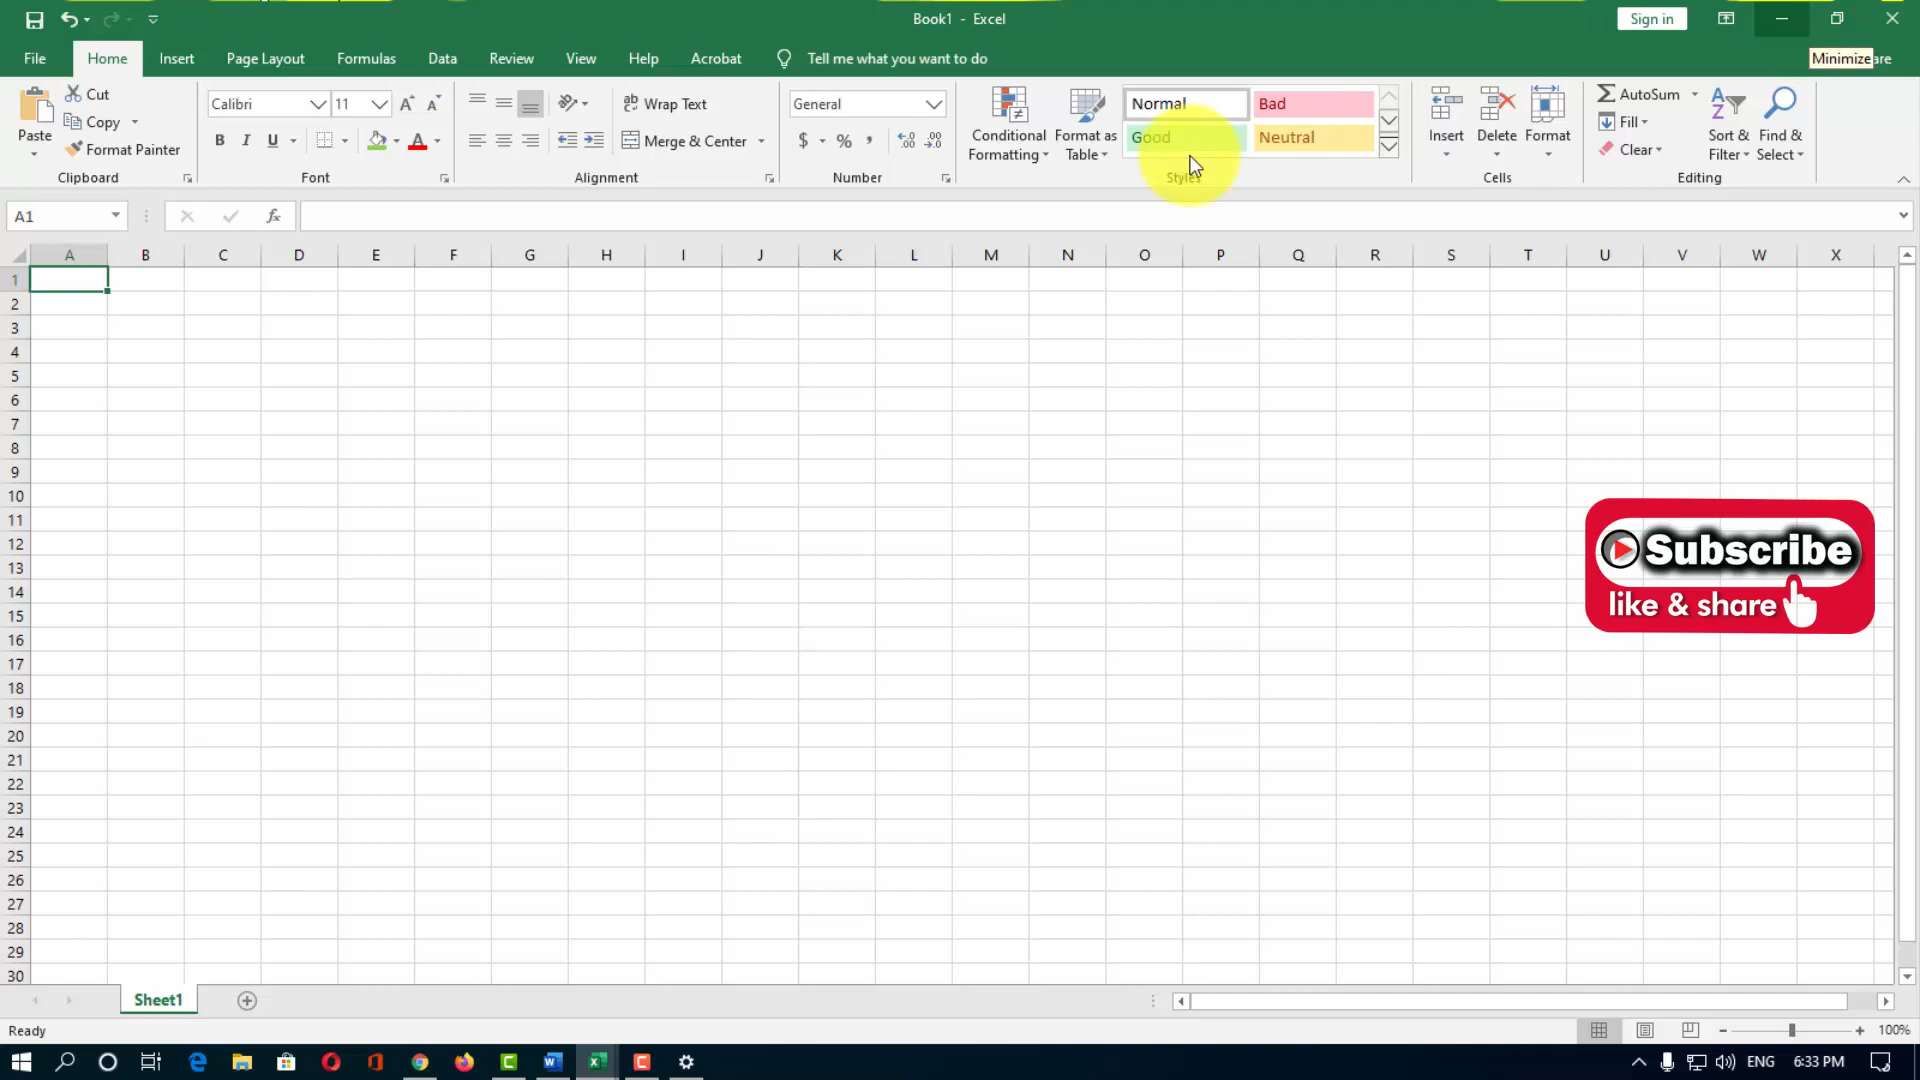 Book1 - Excel
Sign in
File Home Insert Page Layout Formulas Data Review View Help Acrobat Tell me what you want to do
Minimize are
Paste
Cut
Copy
Format Painter
Clipboard
Calibri 11
B I U A
Font
Wrap Text
Merge & Center
Alignment
General
$ % ,
Number
Conditional Formatting
Format as Table
Normal Bad
Good Neutral
Styles
Insert Delete Format
Cells
AutoSum
Fill
Clear
Sort & Filter
Find & Select
Editing
A1 fx
A B C D E F G H I J K L M N O P Q R S T U V W X
1
2
3
4
5
6
7
8
9
10
11
12
13
14
15
16
17
18
19
20
21
22
23
24
25
26
27
28
29
30
Subscribe
like & share
Sheet1
Ready
100%
ENG 6:33 PM